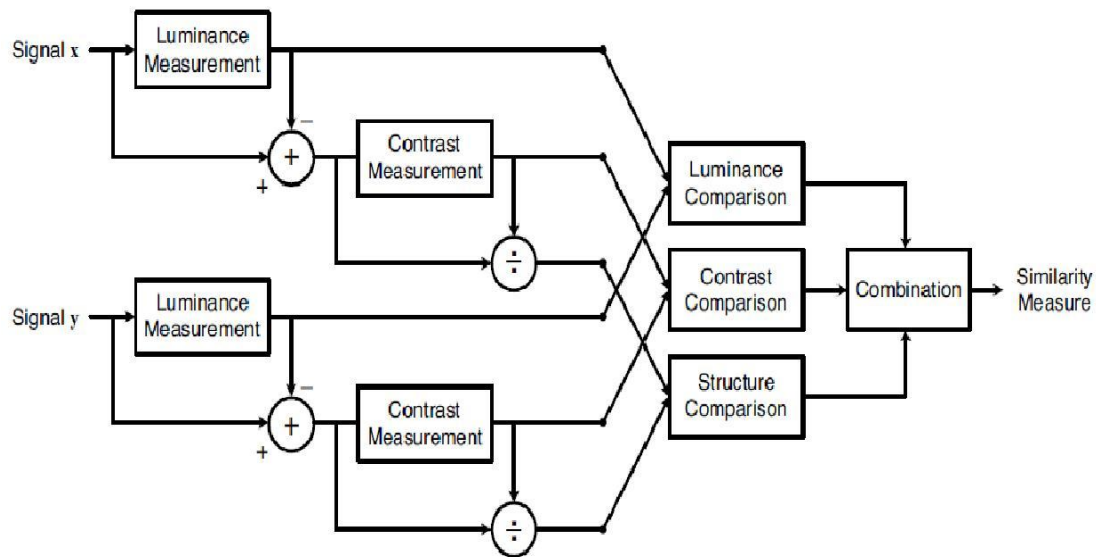 Signal x
Luminance
Measurement
−
+
+
Contrast
Measurement
÷
Signal y
Luminance
Measurement
−
+
+
Contrast
Measurement
÷
Luminance
Comparison
Contrast
Comparison
Structure
Comparison
Combination
Similarity
Measure